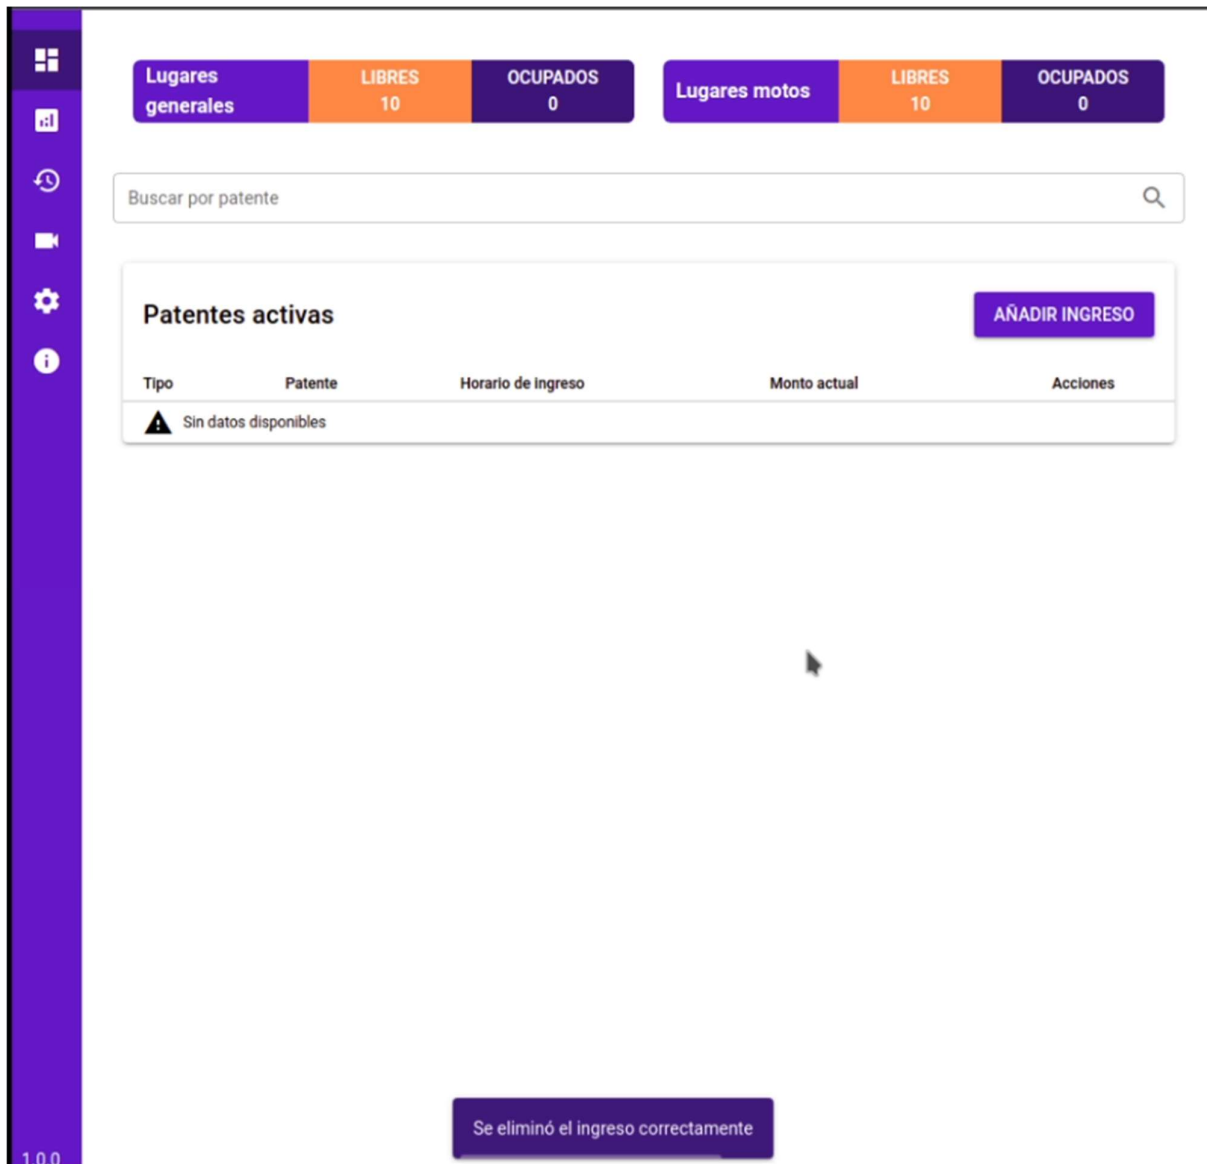 Lugares
generales
LIBRES
10
OCUPADOS
0
Lugares motos
LIBRES
10
OCUPADOS
0
Buscar por patente
Patentes activas
AÑADIR INGRESO
Tipo Patente Horario de ingreso Monto actual Acciones
Sin datos disponibles
Se eliminó el ingreso correctamente
1.0.0